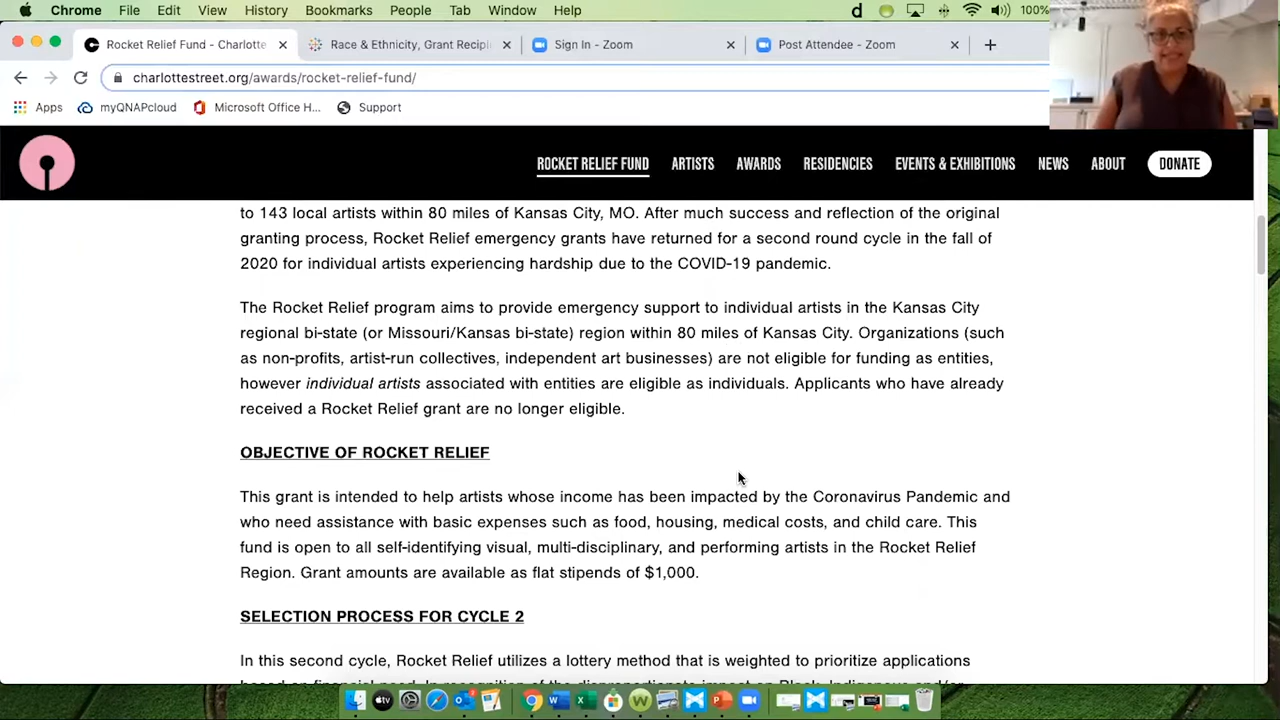 Chrome File Edit View History Bookmarks People Tab Window Help d 100%
Rocket Relief Fund - Charlotte Race & Ethnicity, Grant Recipi Sign In - Zoom Post Attendee - Zoom
charlottestreet.org/awards/rocket-relief-fund/
Apps myQNAPcloud Microsoft Office H... Support
ROCKET RELIEF FUND ARTISTS AWARDS RESIDENCIES EVENTS & EXHIBITIONS NEWS ABOUT DONATE
to 143 local artists within 80 miles of Kansas City, MO. After much success and reflection of the original
granting process, Rocket Relief emergency grants have returned for a second round cycle in the fall of
2020 for individual artists experiencing hardship due to the COVID-19 pandemic.
The Rocket Relief program aims to provide emergency support to individual artists in the Kansas City
regional bi-state (or Missouri/Kansas bi-state) region within 80 miles of Kansas City. Organizations (such
as non-profits, artist-run collectives, independent art businesses) are not eligible for funding as entities,
however individual artists associated with entities are eligible as individuals. Applicants who have already
received a Rocket Relief grant are no longer eligible.
OBJECTIVE OF ROCKET RELIEF
This grant is intended to help artists whose income has been impacted by the Coronavirus Pandemic and
who need assistance with basic expenses such as food, housing, medical costs, and child care. This
fund is open to all self-identifying visual, multi-disciplinary, and performing artists in the Rocket Relief
Region. Grant amounts are available as flat stipends of $1,000.
SELECTION PROCESS FOR CYCLE 2
In this second cycle, Rocket Relief utilizes a lottery method that is weighted to prioritize applications